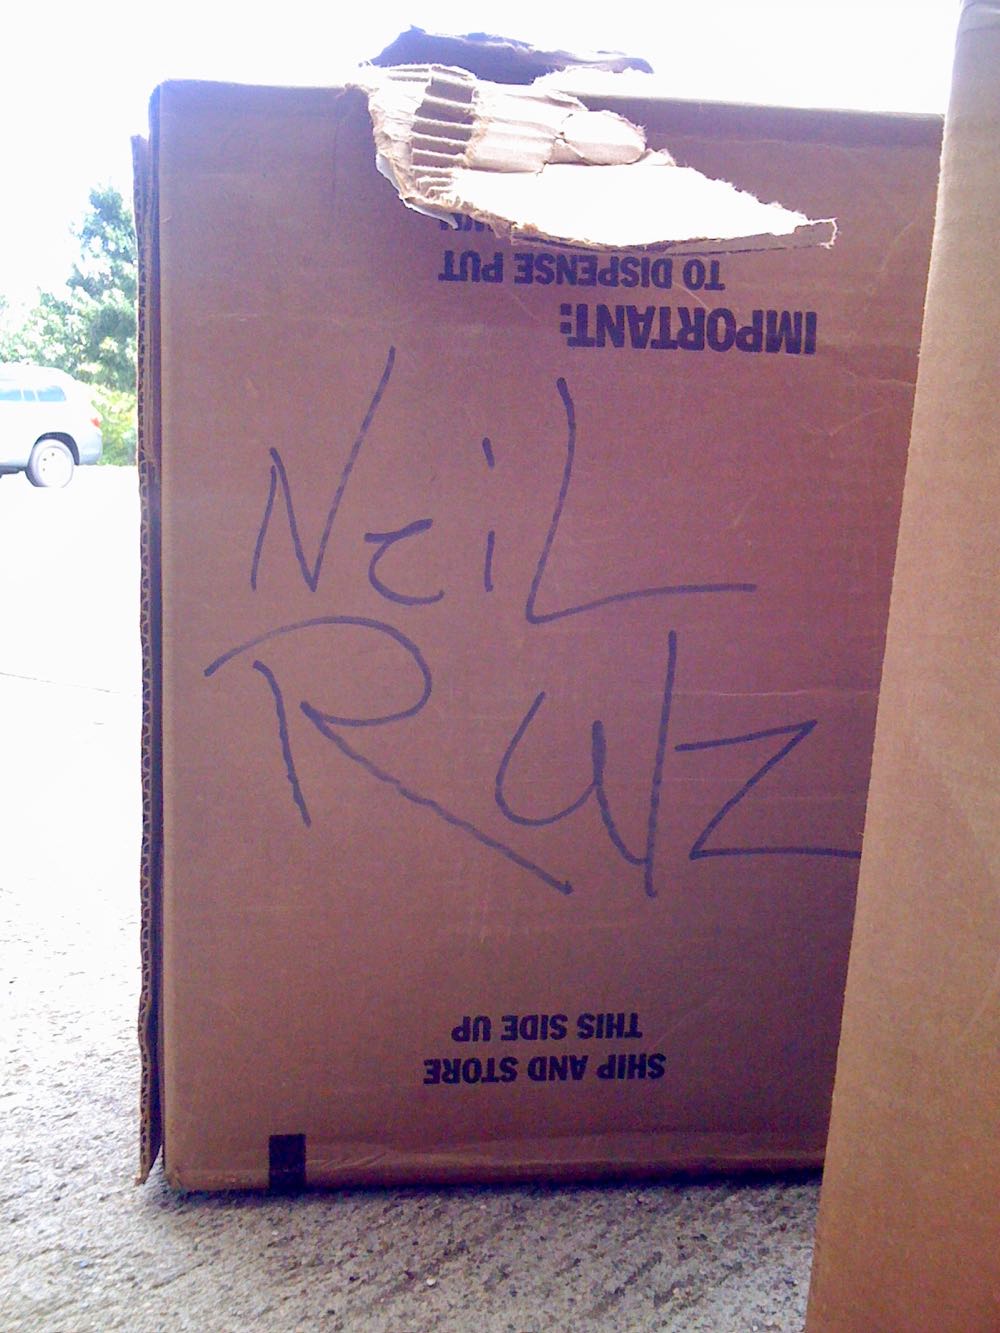 NeiL
Rulz
SHIP AND STORE
THIS SIDE UP
IMPORTANT:
TO DISPENSE PUT